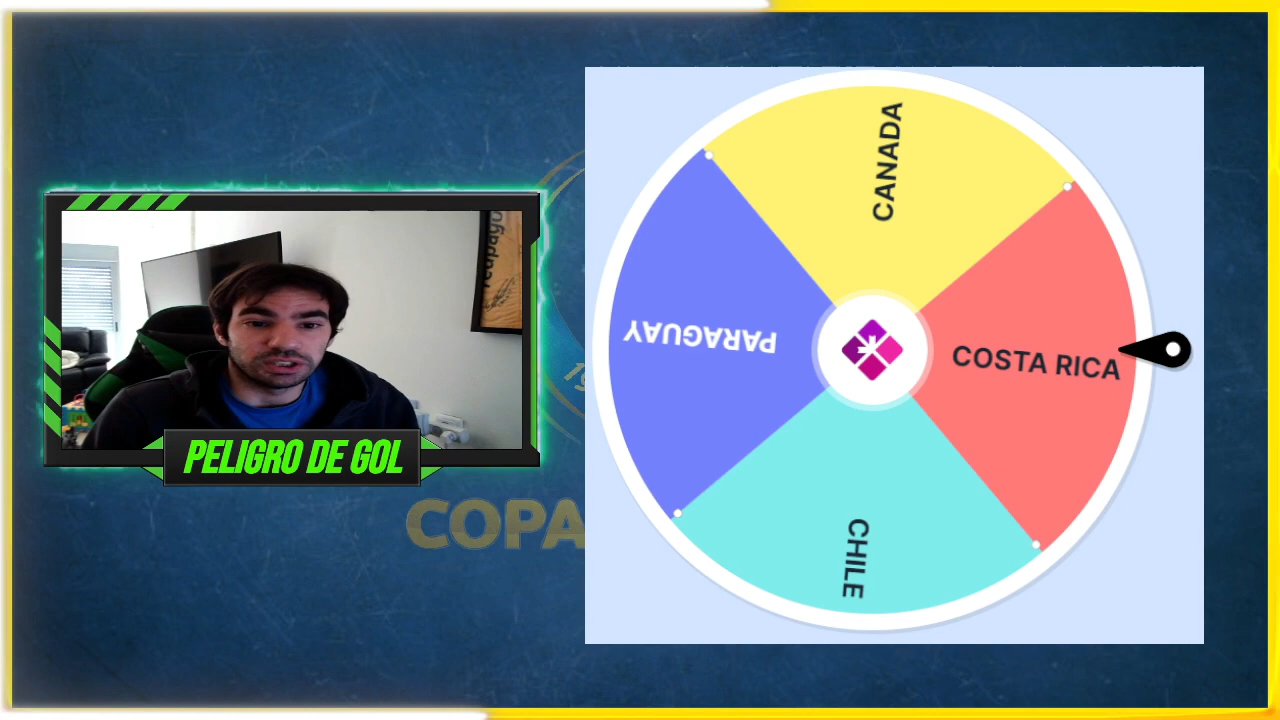 CANADA
PARAGUAY
COSTA RICA
CHILE
PELIGRO DE GOL
COPA